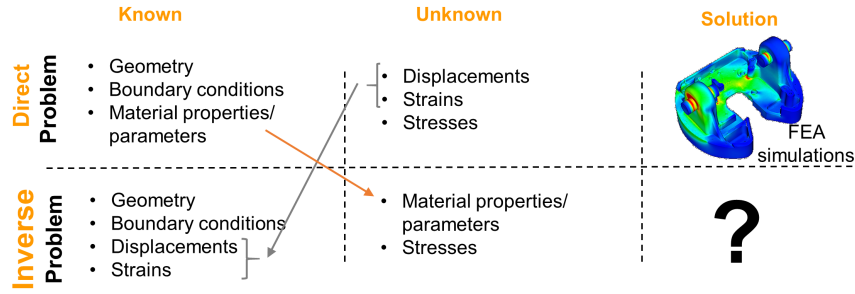 Known
Unknown
Solution
Direct
Problem
• Geometry
• Boundary conditions
• Material properties/
parameters
• Displacements
• Strains
• Stresses
FEA
simulations
Inverse
Problem
• Geometry
• Boundary conditions
• Displacements
• Strains
• Material properties/
parameters
• Stresses
?